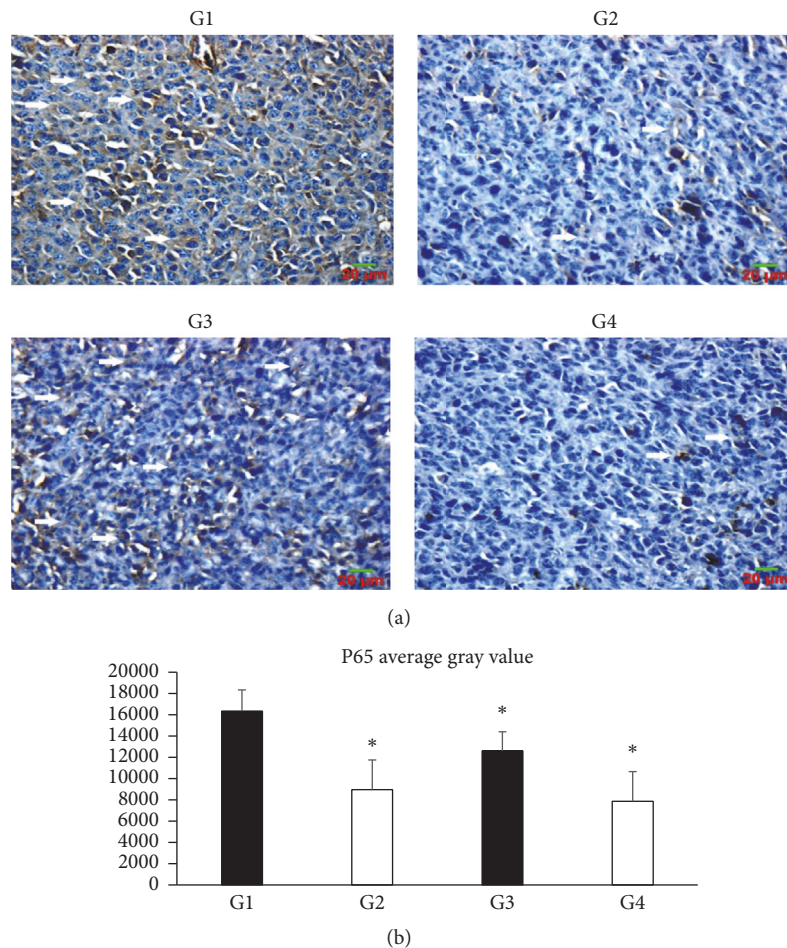 G1 G2
20 μm 20 μm
G3 G4
20 μm 20 μm
(a)
P65 average gray value
20000
18000
16000
14000
12000
10000
8000
6000
4000
2000
0
* * *
G1 G2 G3 G4
(b)